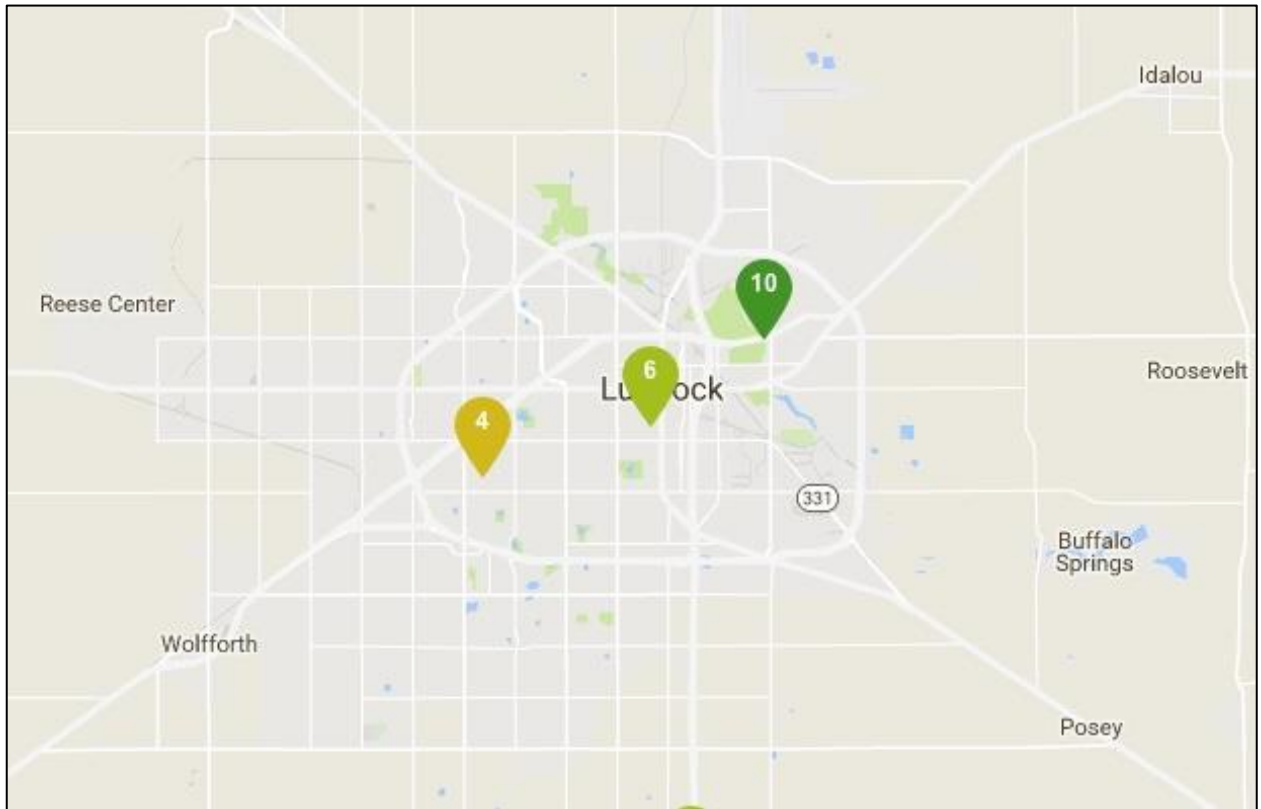 Idalou
10
Reese Center
6
Roosevelt
4
331
Buffalo
Springs
Wolfforth
Posey